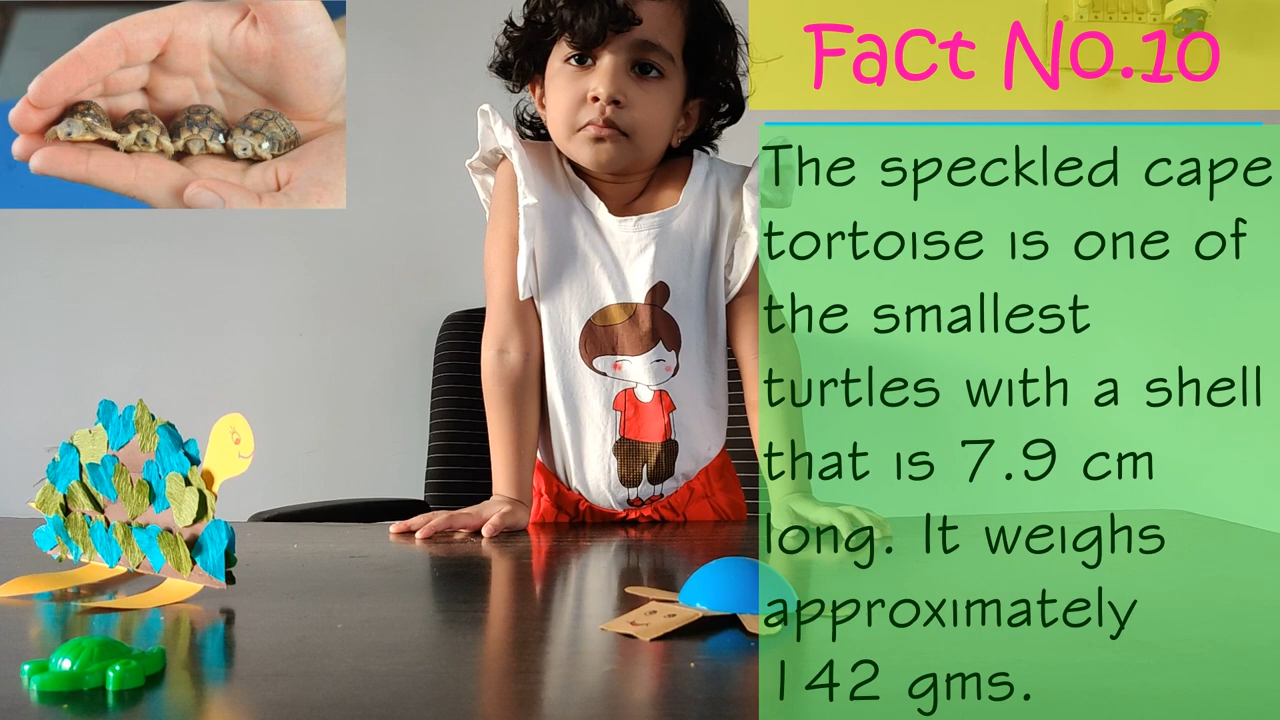 Fact No.10
The speckled cape
tortoise is one of
the smallest
turtles with a shell
that is 7.9 cm
long. It weighs
approximately
142 gms.